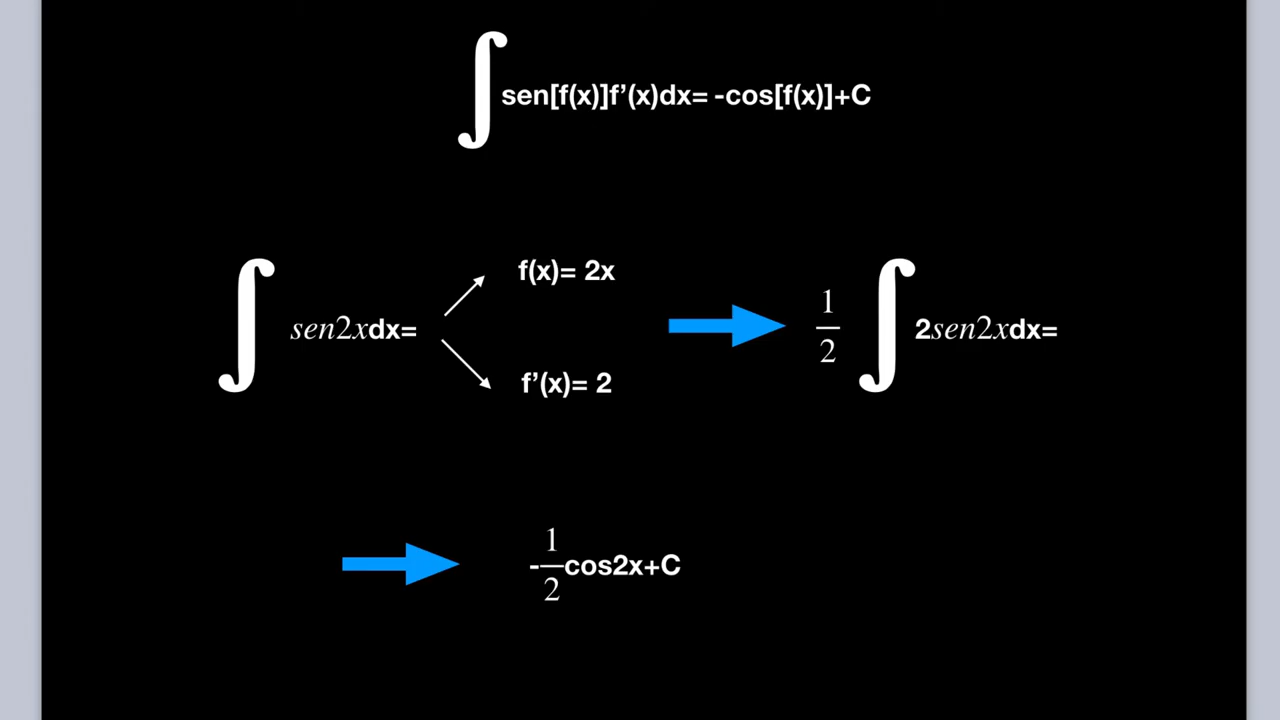 ∫sen[f(x)]f’(x)dx= -cos[f(x)]+C
f(x)= 2x
∫sen2xdx=
1/2 ∫2sen2xdx=
f’(x)= 2
-1/2cos2x+C